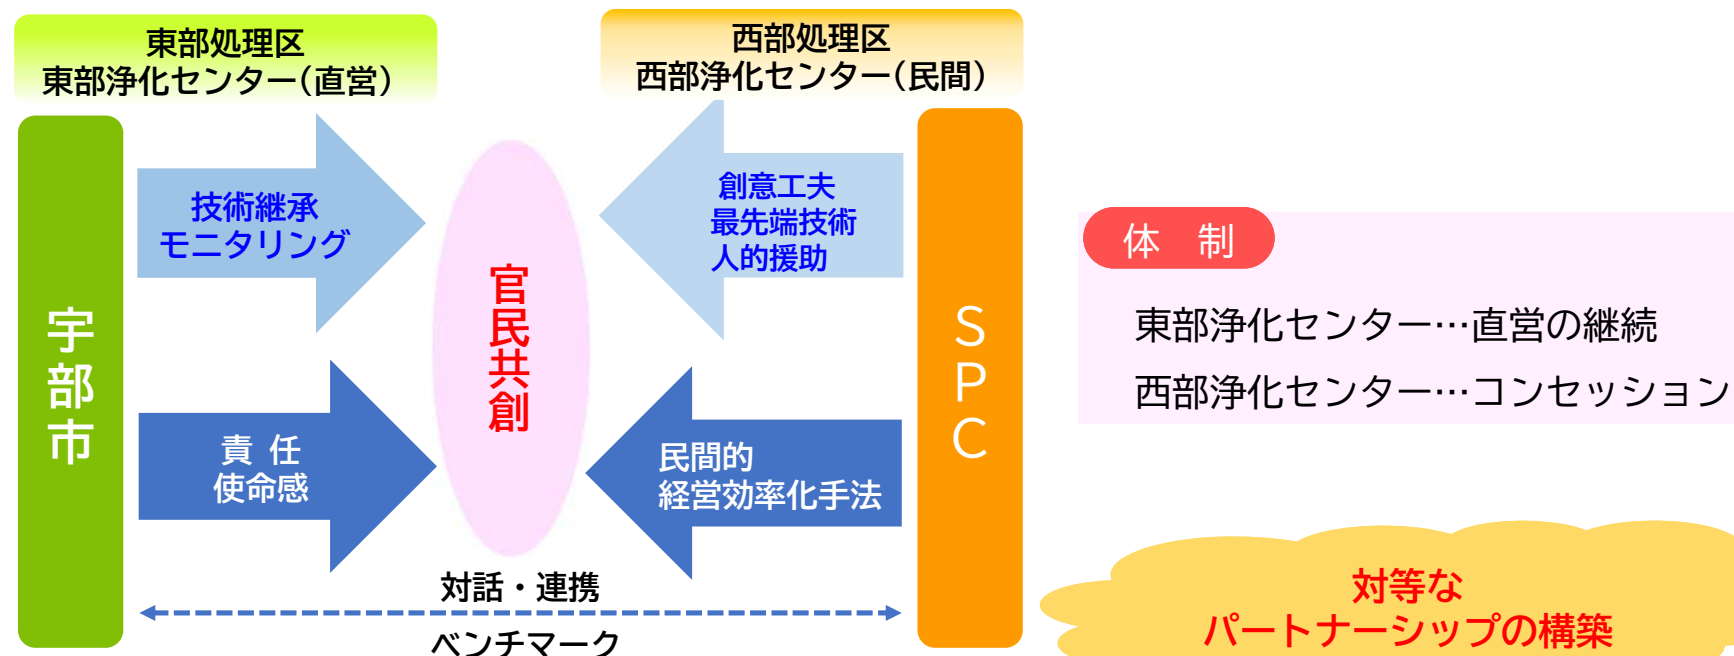 東部処理区
東部浄化センター(直営)
西部処理区
西部浄化センター(民間)
宇部市
技術継承
モニタリング
責 任
使命感
官民共創
創意工夫
最先端技術
人的援助
民間的
経営効率化手法
SPC
対話・連携
ベンチマーク
体 制
東部浄化センター…直営の継続
西部浄化センター…コンセッション
対等な
パートナーシップの構築